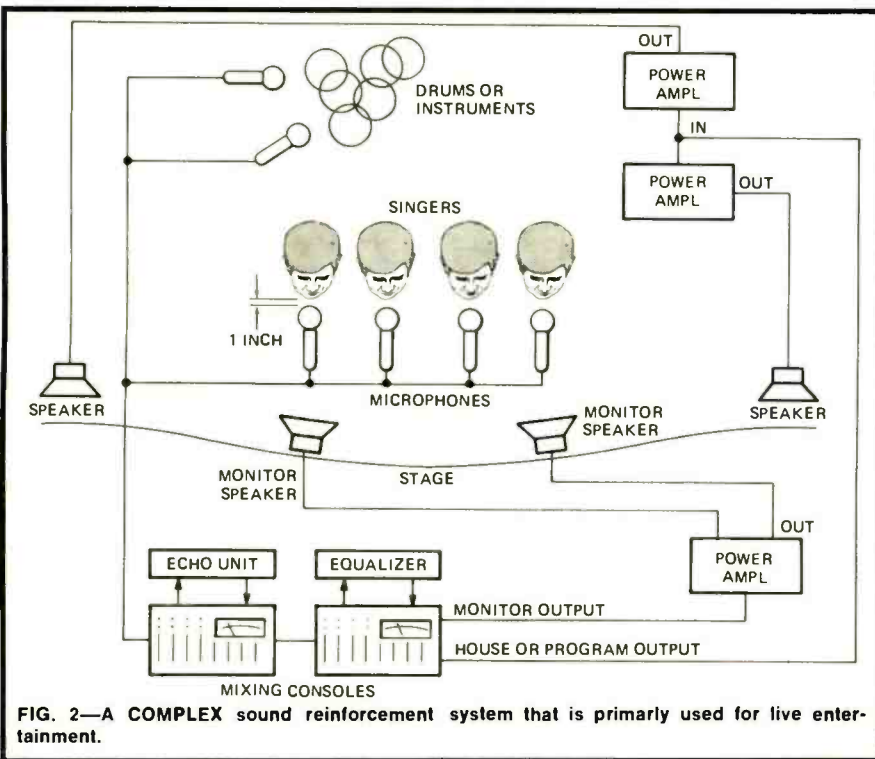 OUT
POWER
AMPL
DRUMS OR
INSTRUMENTS
IN
POWER
AMPL
OUT
SINGERS
1 INCH
MICROPHONES
SPEAKER
MONITOR
SPEAKER
SPEAKER
MONITOR
SPEAKER
STAGE
OUT
POWER
AMPL
ECHO UNIT
EQUALIZER
MONITOR OUTPUT
HOUSE OR PROGRAM OUTPUT
MIXING CONSOLES
FIG. 2—A COMPLEX sound reinforcement system that is primarly used for live enter-
tainment.